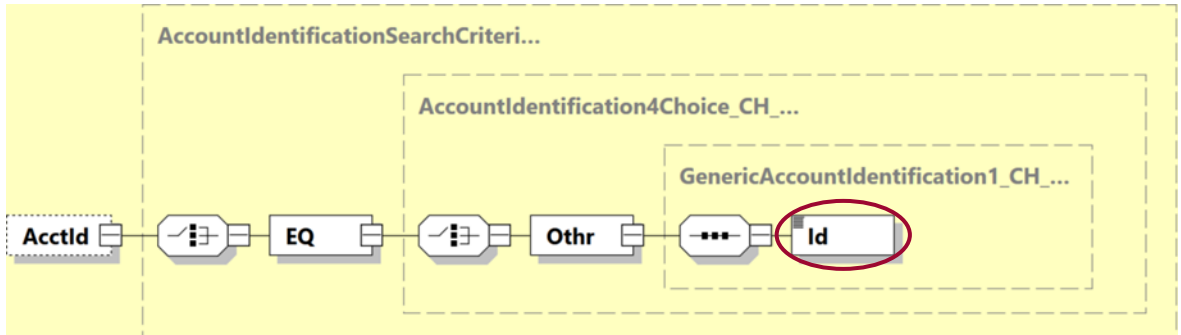 AccountIdentificationSearchCriteri...
AccountIdentification4Choice_CH_...
GenericAccountIdentification1_CH_...
AcctId EQ Othr Id